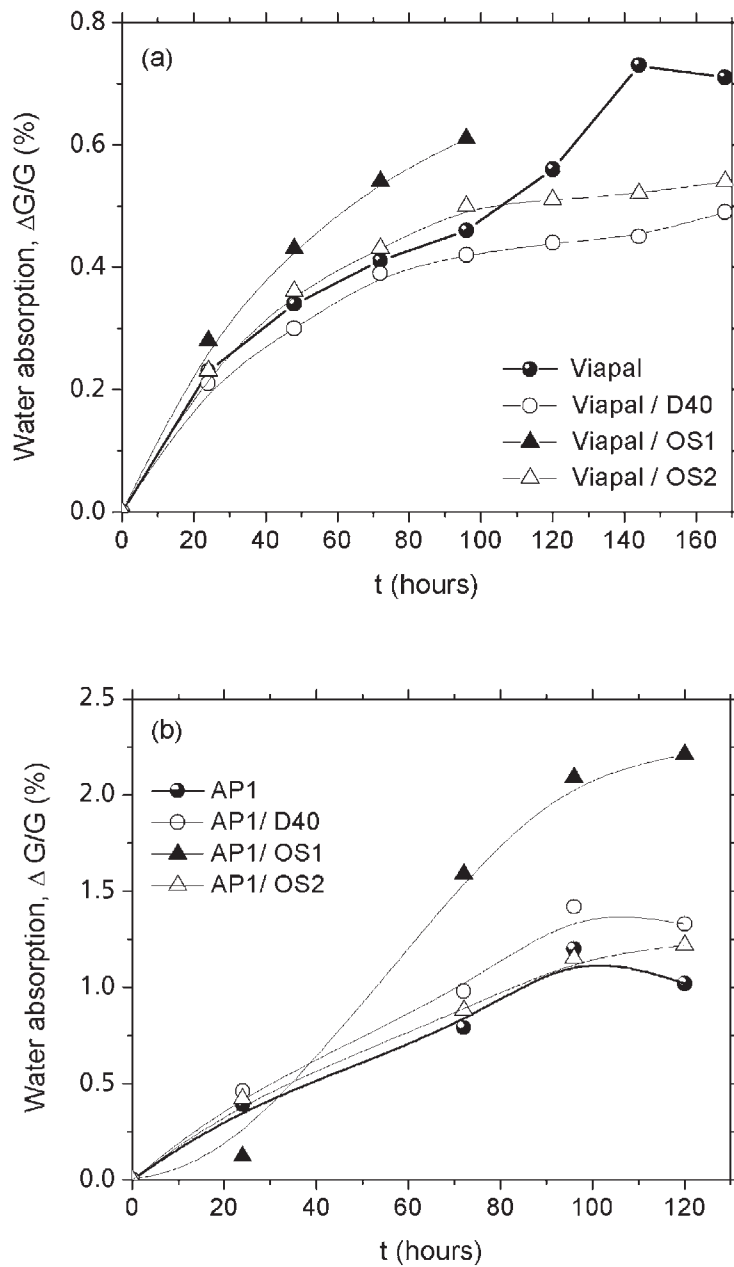 (a)
Water absorption, ΔG/G (%)
0.8
0.6
0.4
0.2
0.0
Viapal
Viapal / D40
Viapal / OS1
Viapal / OS2
0 20 40 60 80 100 120 140 160
t (hours)
(b)
Water absorption, Δ G/G (%)
2.5
2.0
1.5
1.0
0.5
0.0
AP1
AP1/ D40
AP1/ OS1
AP1/ OS2
0 20 40 60 80 100 120
t (hours)